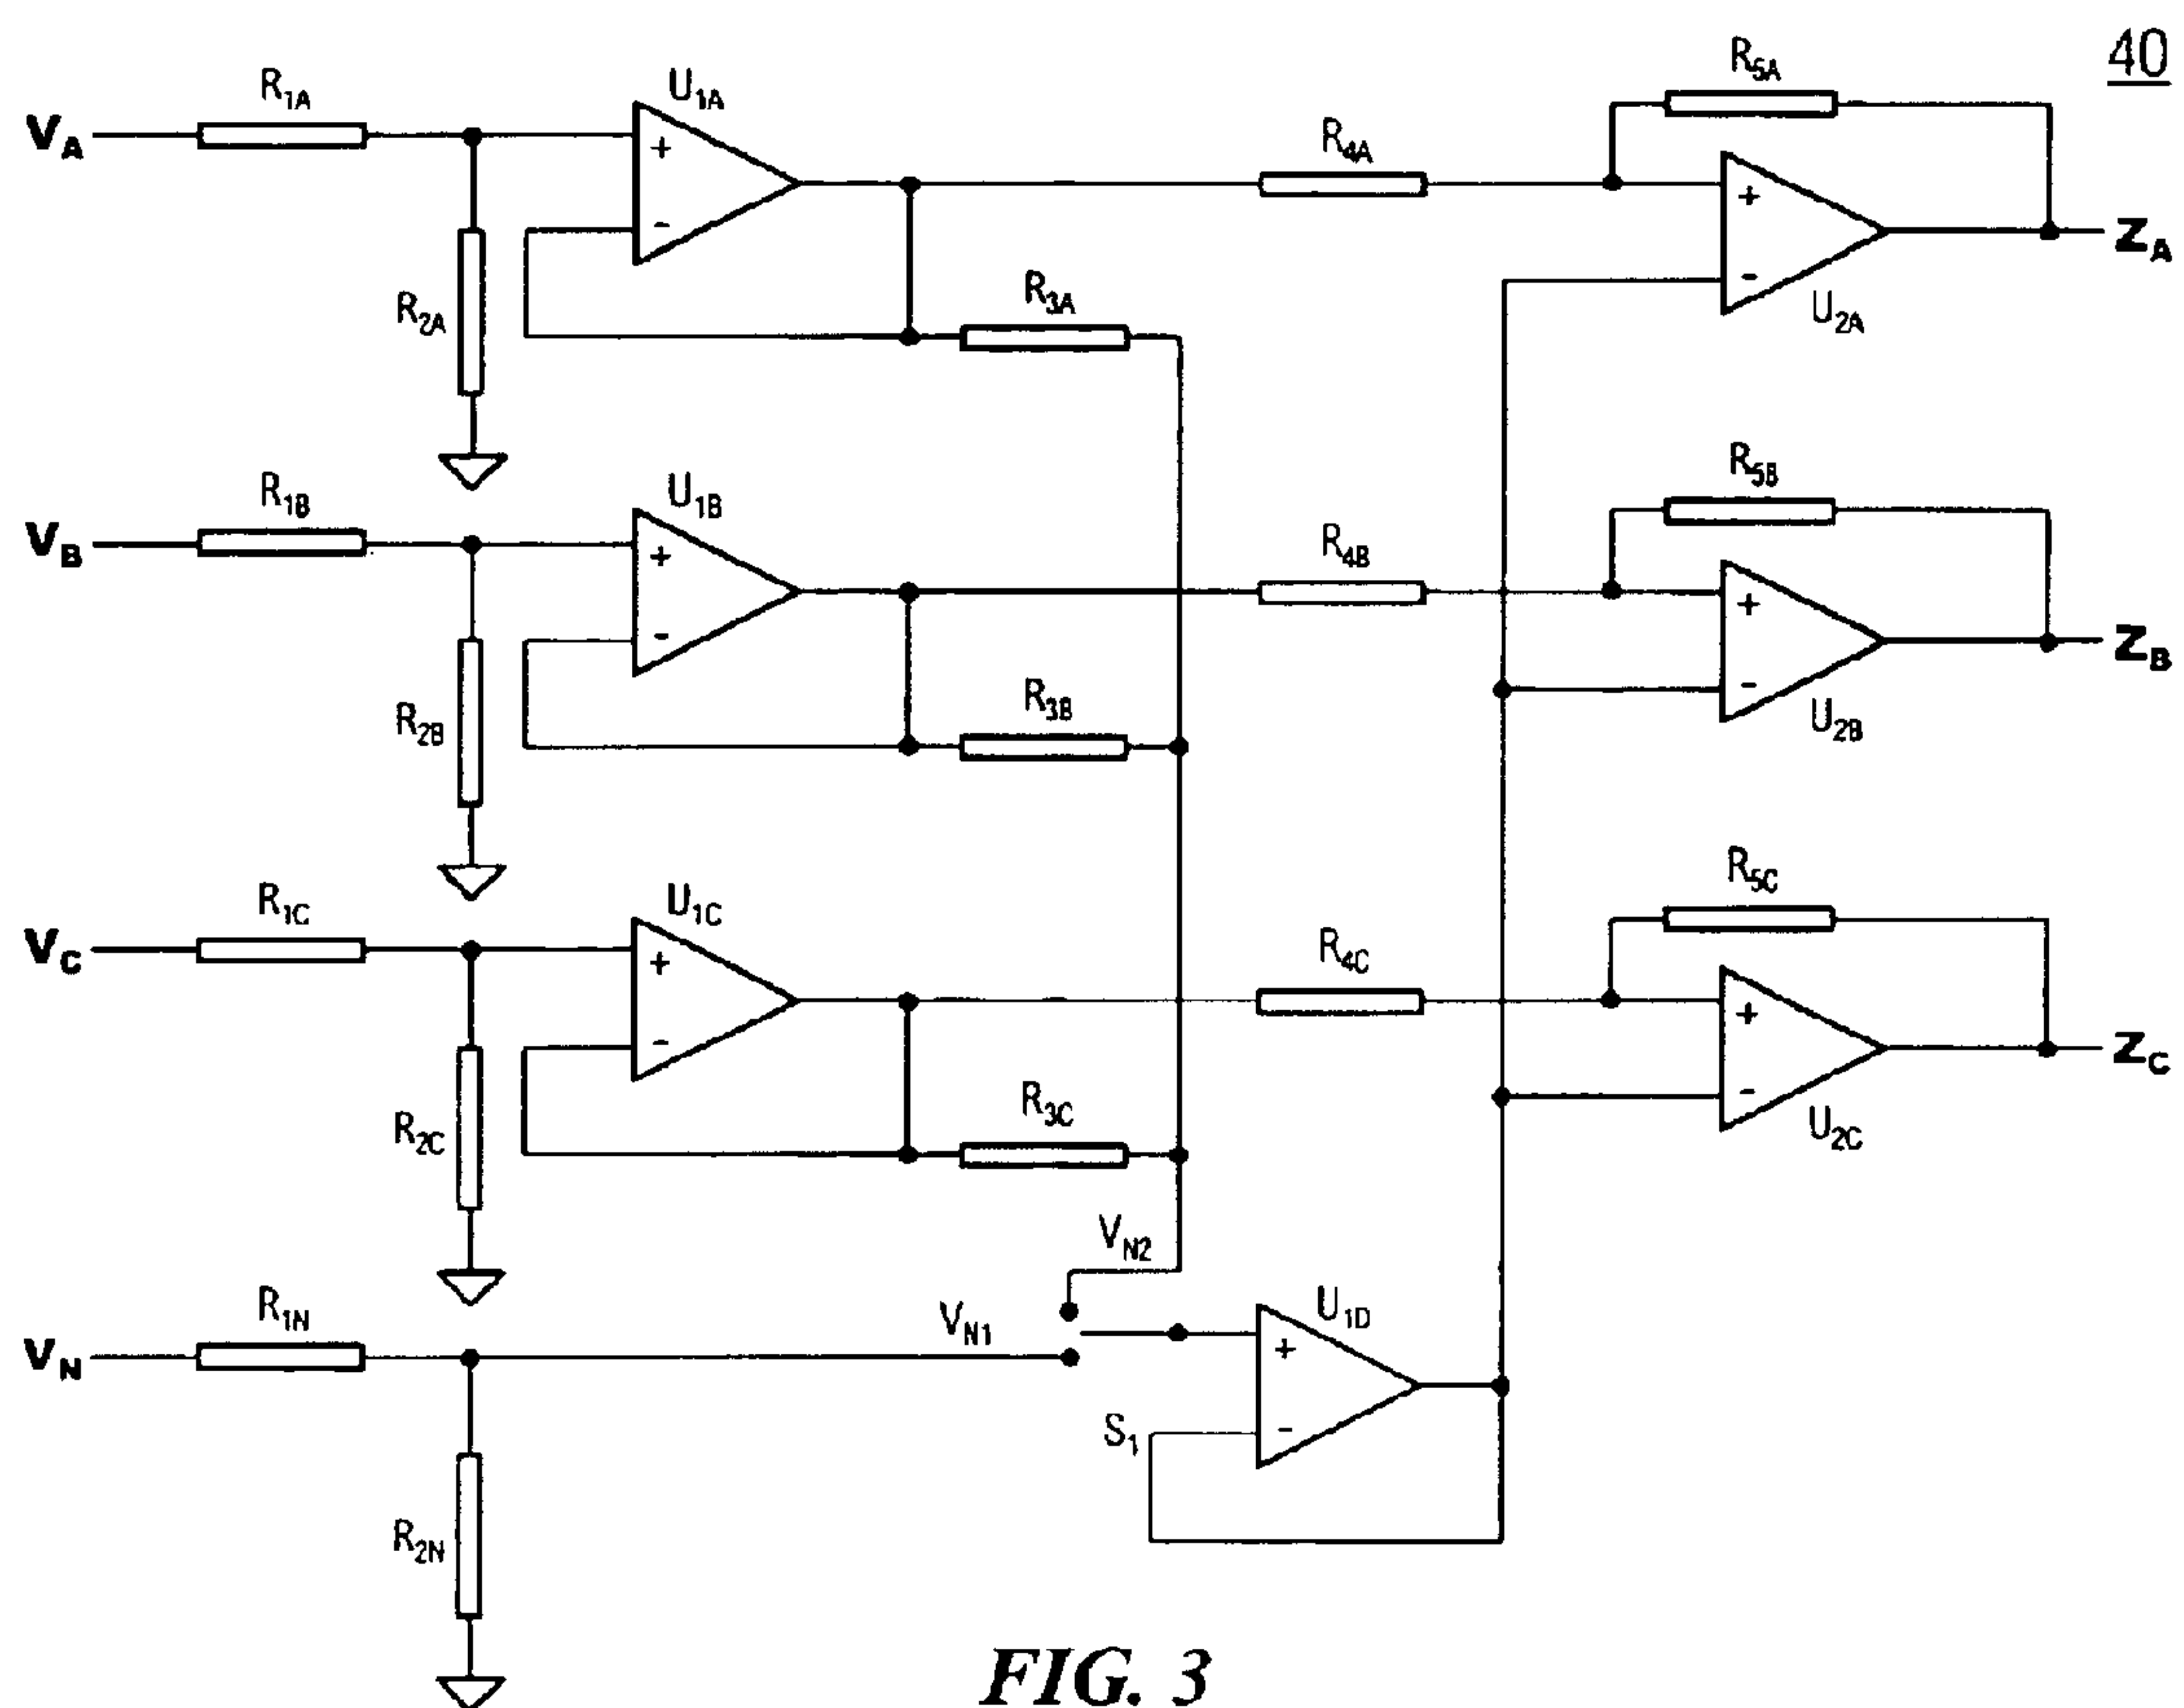 40
R1A
U1A
R5A
VA
+
-
R4A
+
-
ZA
R2A
R3A
U2A
R1B
U1B
R5B
VB
+
-
R4B
+
-
ZB
R2B
R3B
U2B
R1C
U1C
R5C
VC
+
-
R4C
+
-
ZC
R2C
R3C
U2C
VN2
R1N
VN1
U1D
VN
+
-
S1
R2N
FIG. 3